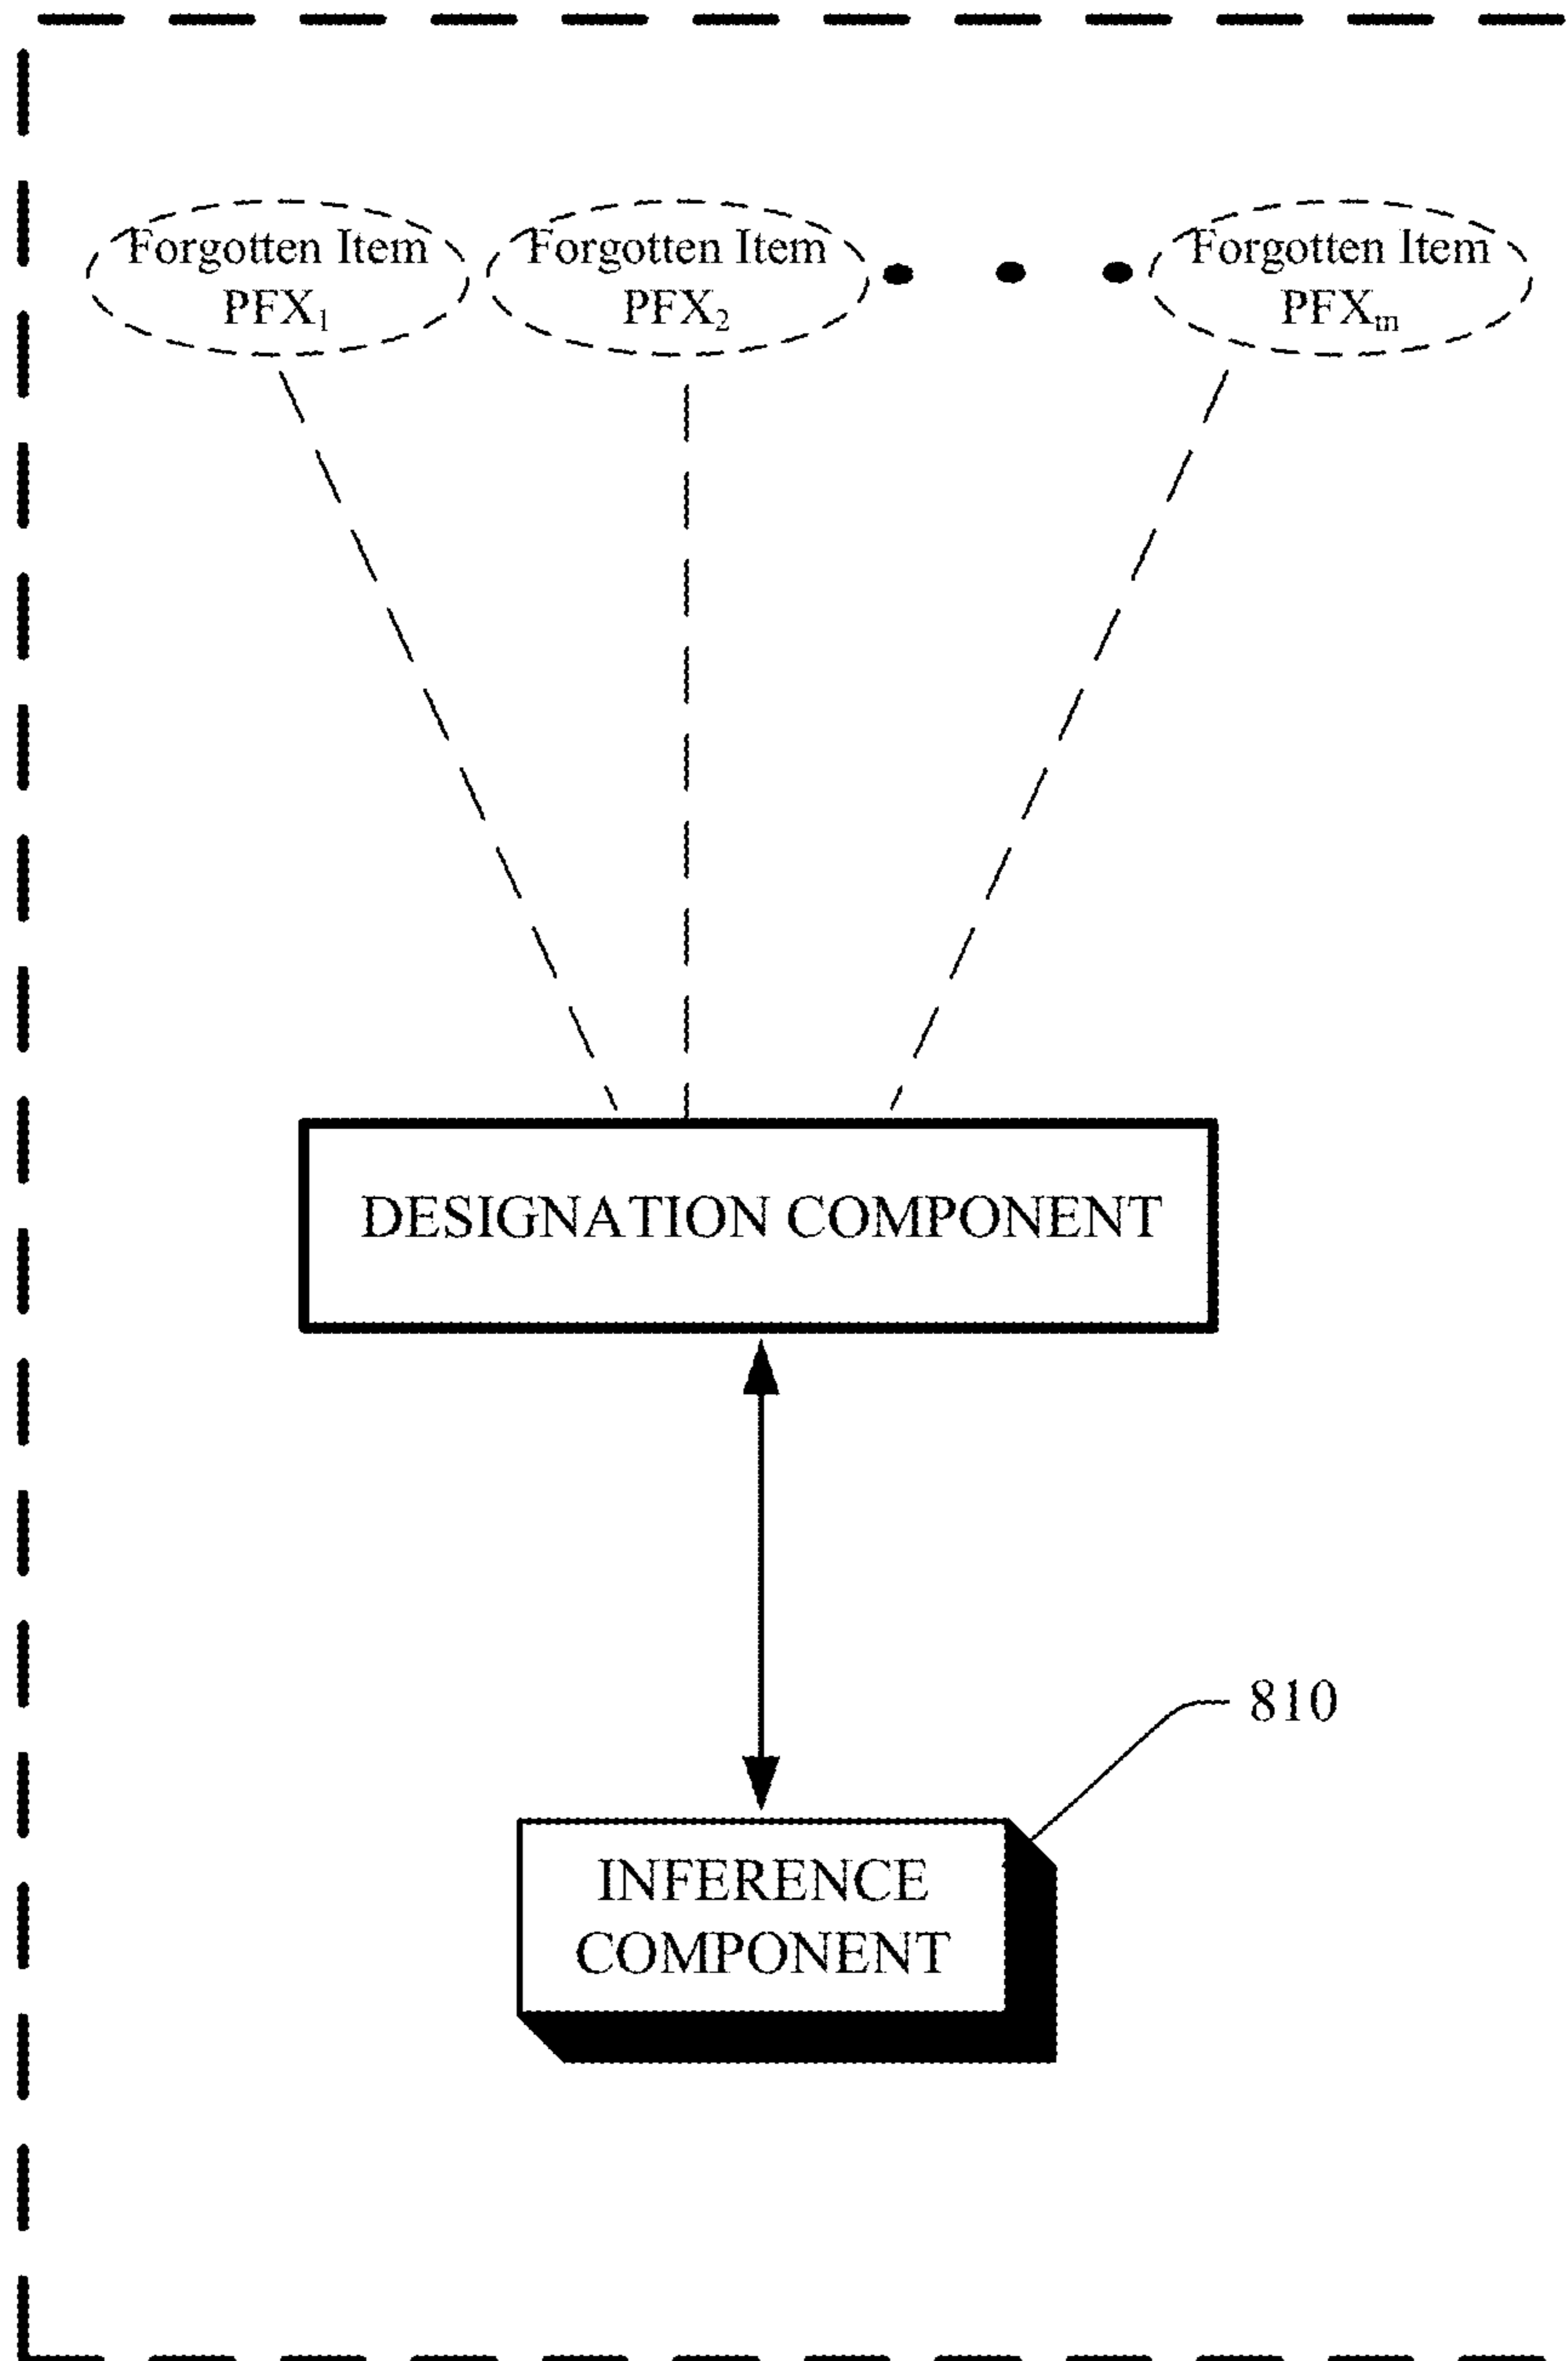 Forgotten Item Forgotten Item Forgotten Item
PFX₁ PFX₂ PFXₘ
DESIGNATION COMPONENT
810
INFERENCE
COMPONENT